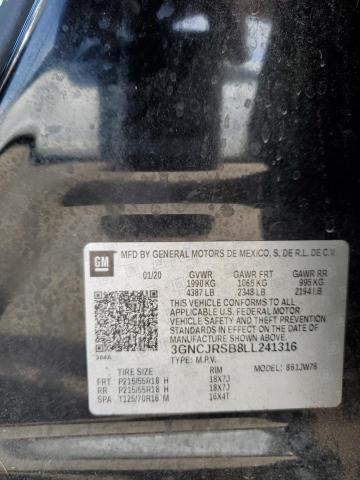 MFD BY GENERAL MOTORS DE MEXICO, S. DE R.L. DE C.V.
GM
01/20 GVWR GAWR FRT GAWR RR
1990 KG 1065 KG 995 KG
4387 LB 2348 LB 2194 LB
THIS VEHICLE CONFORMS TO ALL APPLICABLE
U.S. FEDERAL MOTOR
VEHICLE SAFETY AND THEFT PREVENTION
STANDARDS IN EFFECT ON THE DATE OF
MANUFACTURE SHOWN ABOVE.
3GNCJRSB8LL241316
TYPE: M.P.V. MODEL: 861JW76
TIRE SIZE RIM
FRT P215/55R18 H 18X7J
RR P215/55R18 H 18X7J
SPA T125/70R16 M 16X4T